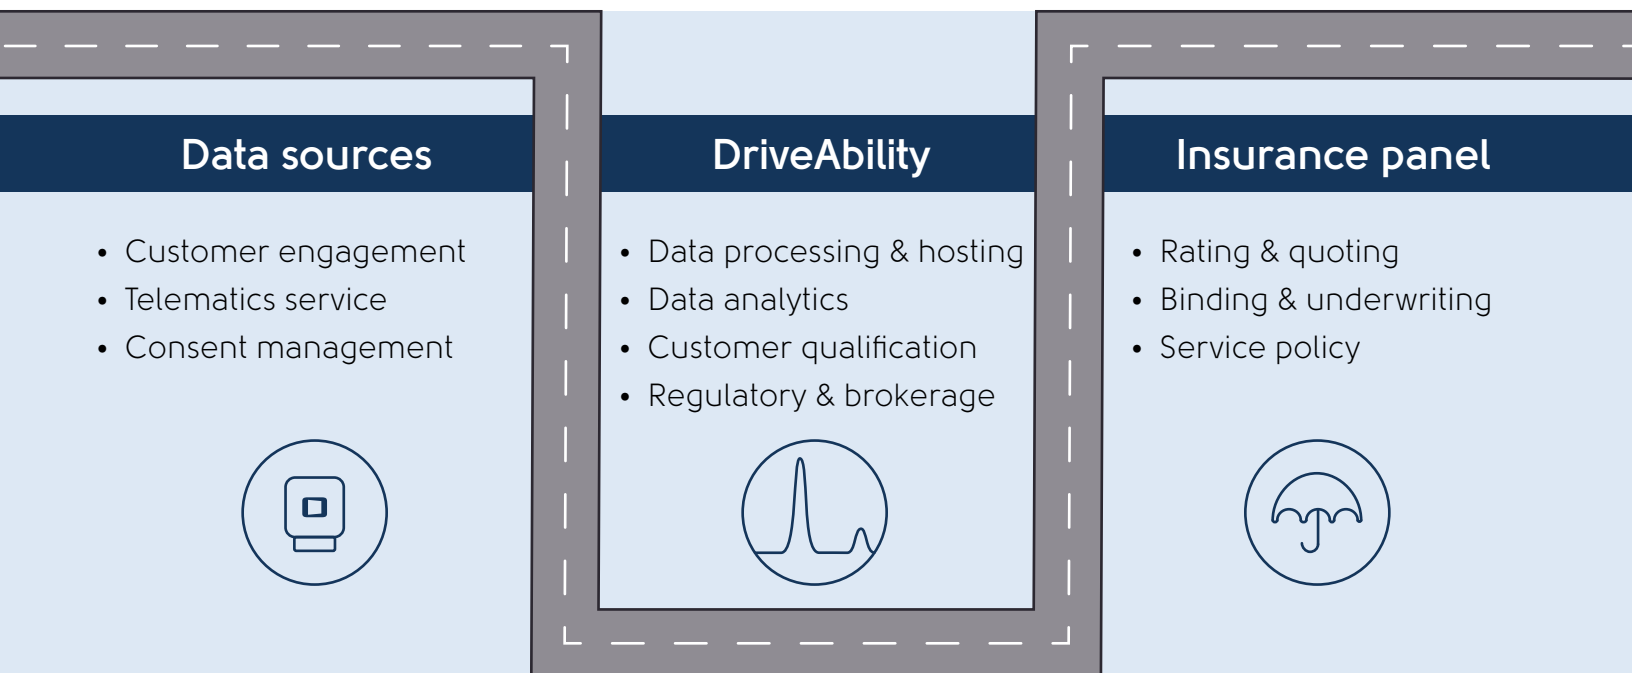 Data sources
• Customer engagement
• Telematics service
• Consent management
DriveAbility
• Data processing & hosting
• Data analytics
• Customer qualification
• Regulatory & brokerage
Insurance panel
• Rating & quoting
• Binding & underwriting
• Service policy